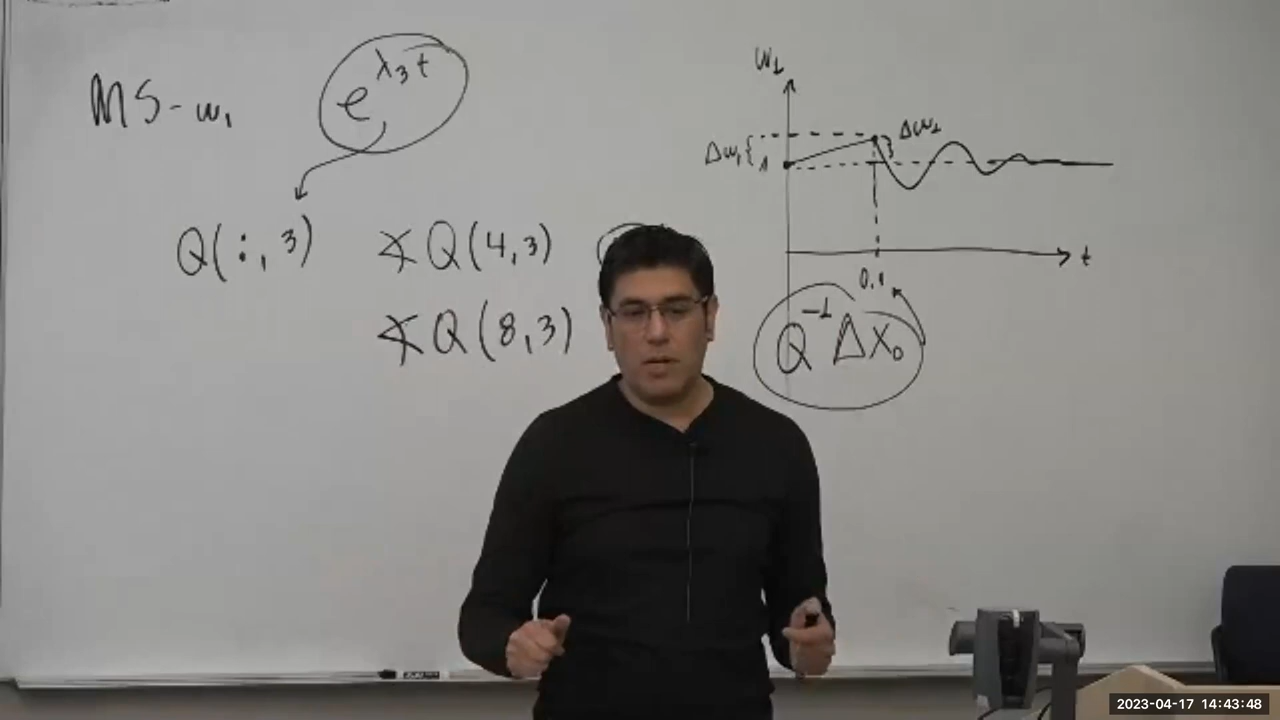 MS-ω₁
e^λ₃t
Q(:,3)
∡Q(4,3)
∡Q(8,3)
ω₁
Δω₁{
1
Δω₁
t
0,1
Q⁻¹ΔX₀
2023-04-17 14:43:48